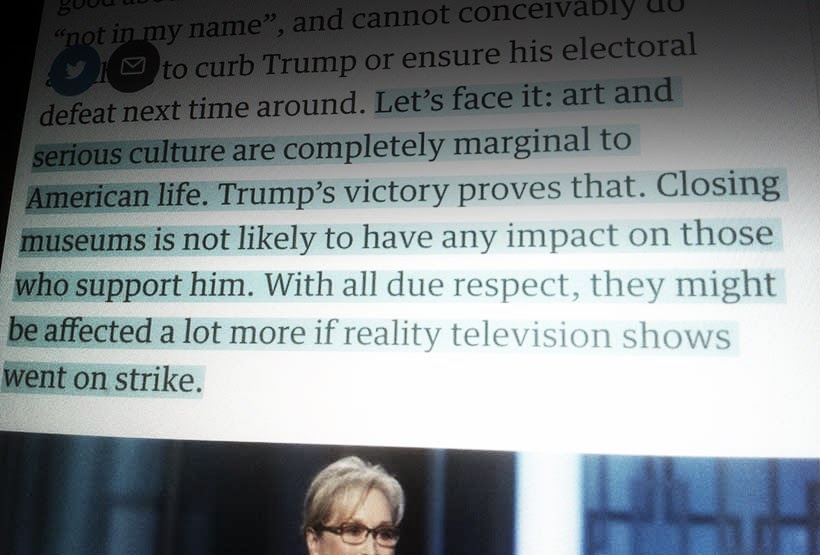 good
"not in my name", and cannot conceivably do
to curb Trump or ensure his electoral
defeat next time around. Let's face it: art and
serious culture are completely marginal to
American life. Trump's victory proves that. Closing
museums is not likely to have any impact on those
who support him. With all due respect, they might
be affected a lot more if reality television shows
went on strike.